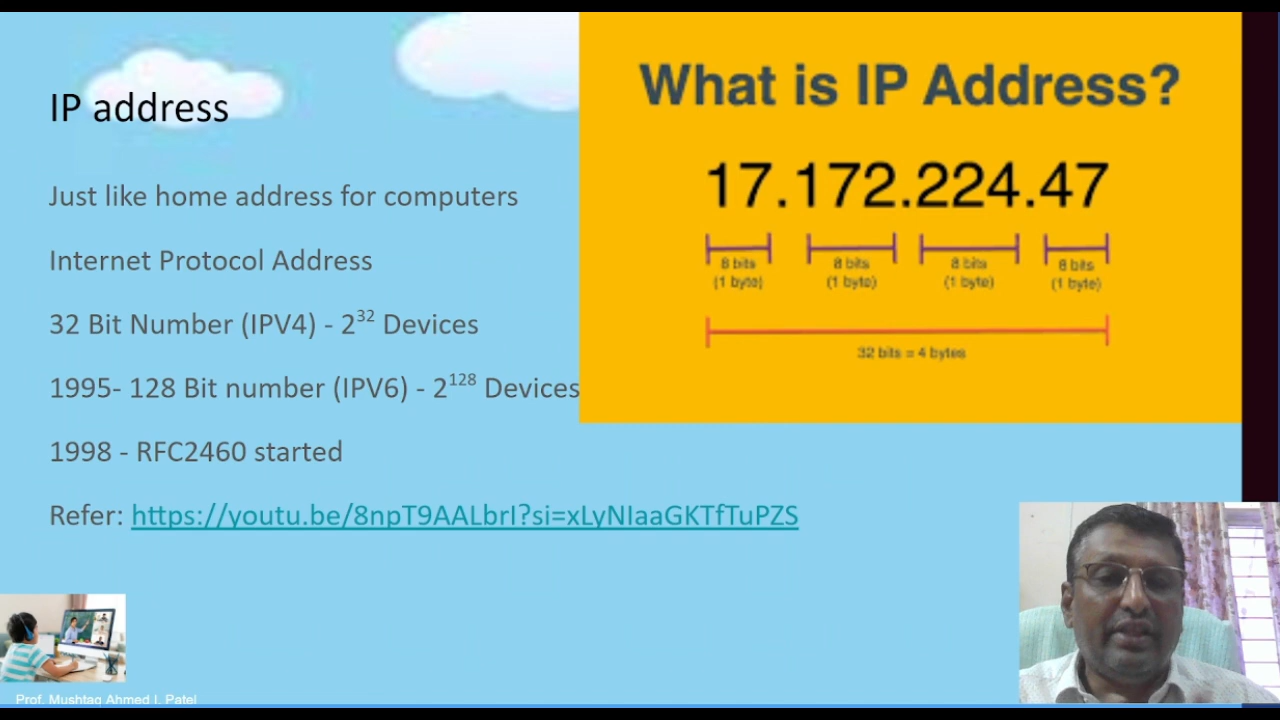 IP address
Just like home address for computers
Internet Protocol Address
32 Bit Number (IPV4) - 2³² Devices
1995- 128 Bit number (IPV6) - 2¹²⁸ Devices
1998 - RFC2460 started
Refer: https://youtu.be/8npT9AALbrI?si=xLyNIaaGKTfTuPZS
What is IP Address?
17.172.224.47
8 bits 8 bits 8 bits 8 bits
(1 byte) (1 byte) (1 byte) (1 byte)
32 bits = 4 bytes
Prof. Mushtaq Ahmed I. Patel